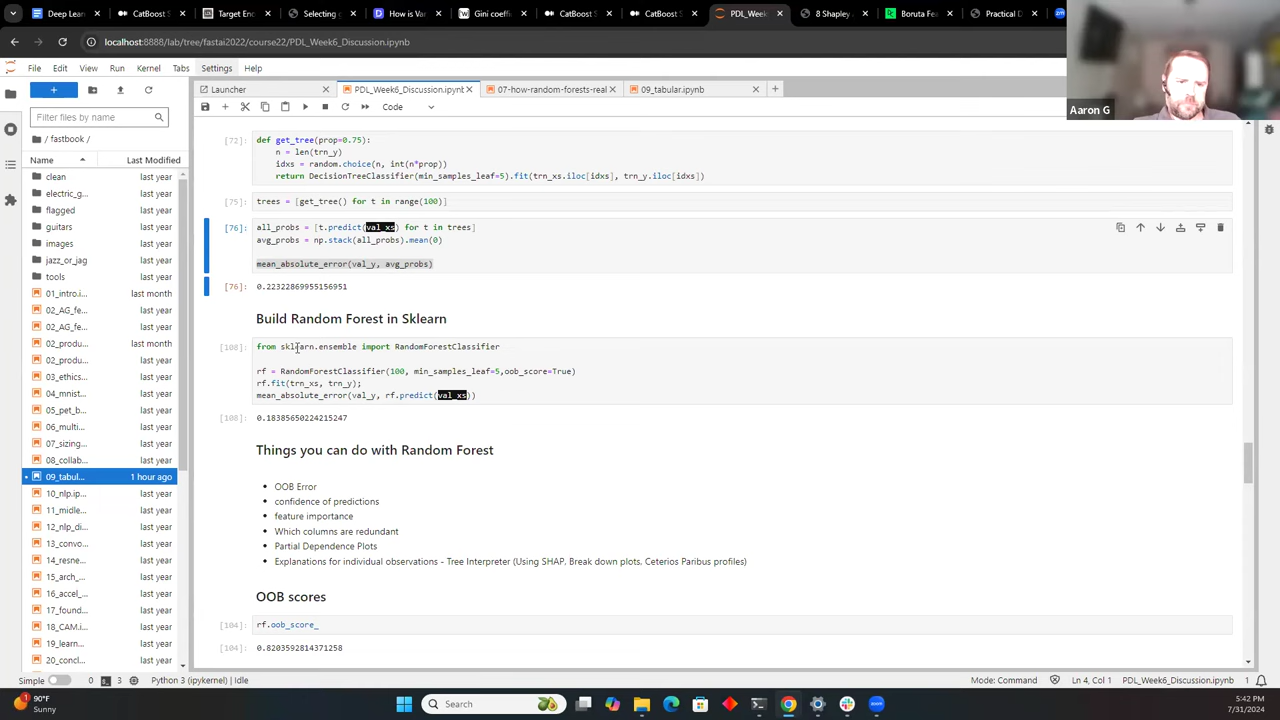 Deep Learn
CatBoost S
Target Enc
Selecting g
How is Var
Gini coeffi
CatBoost S
CatBoost S
PDL_Week
8 Shapley
Boruta Fea
Practical D
localhost:8888/lab/tree/fastai2022/course22/PDL_Week6_Discussion.ipynb
File Edit View Run Kernel Tabs Settings Help
Aaron G
Launcher
PDL_Week6_Discussion.ipynb
07-how-random-forests-real
09_tabular.ipynb
Code
Filter files by name
/ fastbook /
Name Last Modified
clean last year
electric_g... last year
flagged last year
guitars last year
images last year
jazz_or_jag last year
tools last year
01_intro.i... last month
02_AG_fe... last year
02_AG_fe... last year
02_produ... last month
02_produ... last year
03_ethics... last year
04_mnist... last year
05_pet_b... last year
06_multi... last year
07_sizing... last year
08_collab... last year
09_tabul... 1 hour ago
10_nlp.ip... last year
11_midle... last year
12_nlp_di... last year
13_convo... last year
14_resne... last year
15_arch_... last year
16_accel_... last year
17_found... last year
18_CAM.i... last year
19_learn... last year
20_concl... last year
[72]: def get_tree(prop=0.75):
n = len(trn_y)
idxs = random.choice(n, int(n*prop))
return DecisionTreeClassifier(min_samples_leaf=5).fit(trn_xs.iloc[idxs], trn_y.iloc[idxs])
[75]: trees = [get_tree() for t in range(100)]
[76]: all_probs = [t.predict(val_xs) for t in trees]
avg_probs = np.stack(all_probs).mean(0)
mean_absolute_error(val_y, avg_probs)
[76]: 0.22322869955156951
Build Random Forest in Sklearn
[108]: from sklearn.ensemble import RandomForestClassifier
rf = RandomForestClassifier(100, min_samples_leaf=5,oob_score=True)
rf.fit(trn_xs, trn_y);
mean_absolute_error(val_y, rf.predict(val_xs))
[108]: 0.18385650224215247
Things you can do with Random Forest
OOB Error
confidence of predictions
feature importance
Which columns are redundant
Partial Dependence Plots
Explanations for individual observations - Tree Interpreter (Using SHAP, Break down plots, Ceterios Paribus profiles)
OOB scores
[104]: rf.oob_score_
[104]: 0.8203592814371258
Simple 0 3 Python 3 (ipykernel) | Idle Mode: Command Ln 4, Col 1 PDL_Week6_Discussion.ipynb 1
90°F
Sunny
Search
5:42 PM
7/31/2024